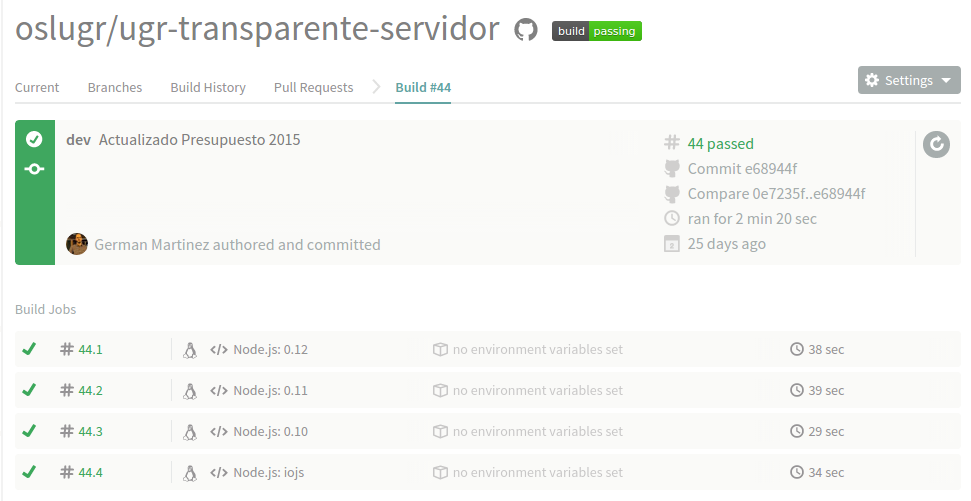 oslugr/ugr-transparente-servidor build passing
Settings
Current Branches Build History Pull Requests Build #44
dev Actualizado Presupuesto 2015
# 44 passed
Commit e68944f
Compare 0e7235f..e68944f
ran for 2 min 20 sec
German Martinez authored and committed
25 days ago
Build Jobs
# 44.1 </> Node.js: 0.12 no environment variables set 38 sec
# 44.2 </> Node.js: 0.11 no environment variables set 39 sec
# 44.3 </> Node.js: 0.10 no environment variables set 29 sec
# 44.4 </> Node.js: iojs no environment variables set 34 sec